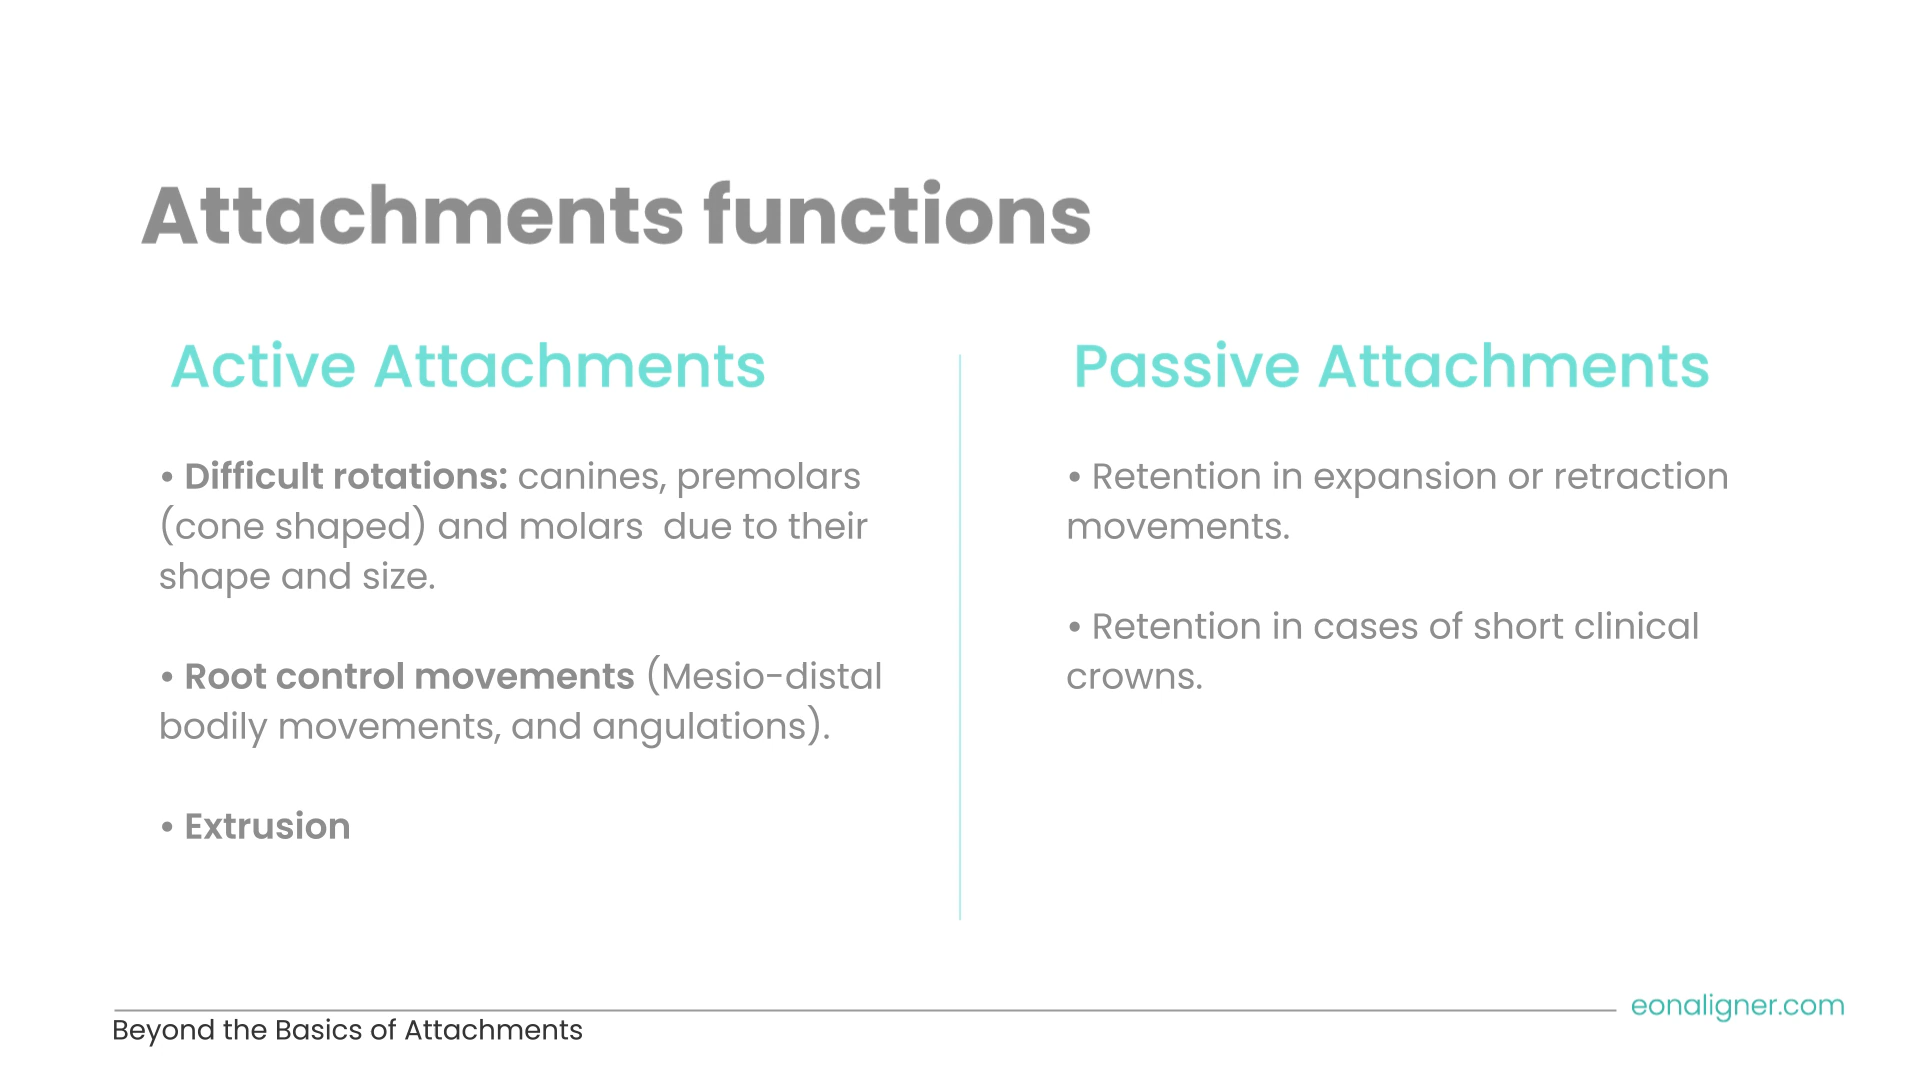 Attachments functions
Active Attachments
• Difficult rotations: canines, premolars
(cone shaped) and molars  due to their
shape and size.
• Root control movements (Mesio-distal
bodily movements, and angulations).
• Extrusion
Passive Attachments
• Retention in expansion or retraction
movements.
• Retention in cases of short clinical
crowns.
eonaligner.com
Beyond the Basics of Attachments